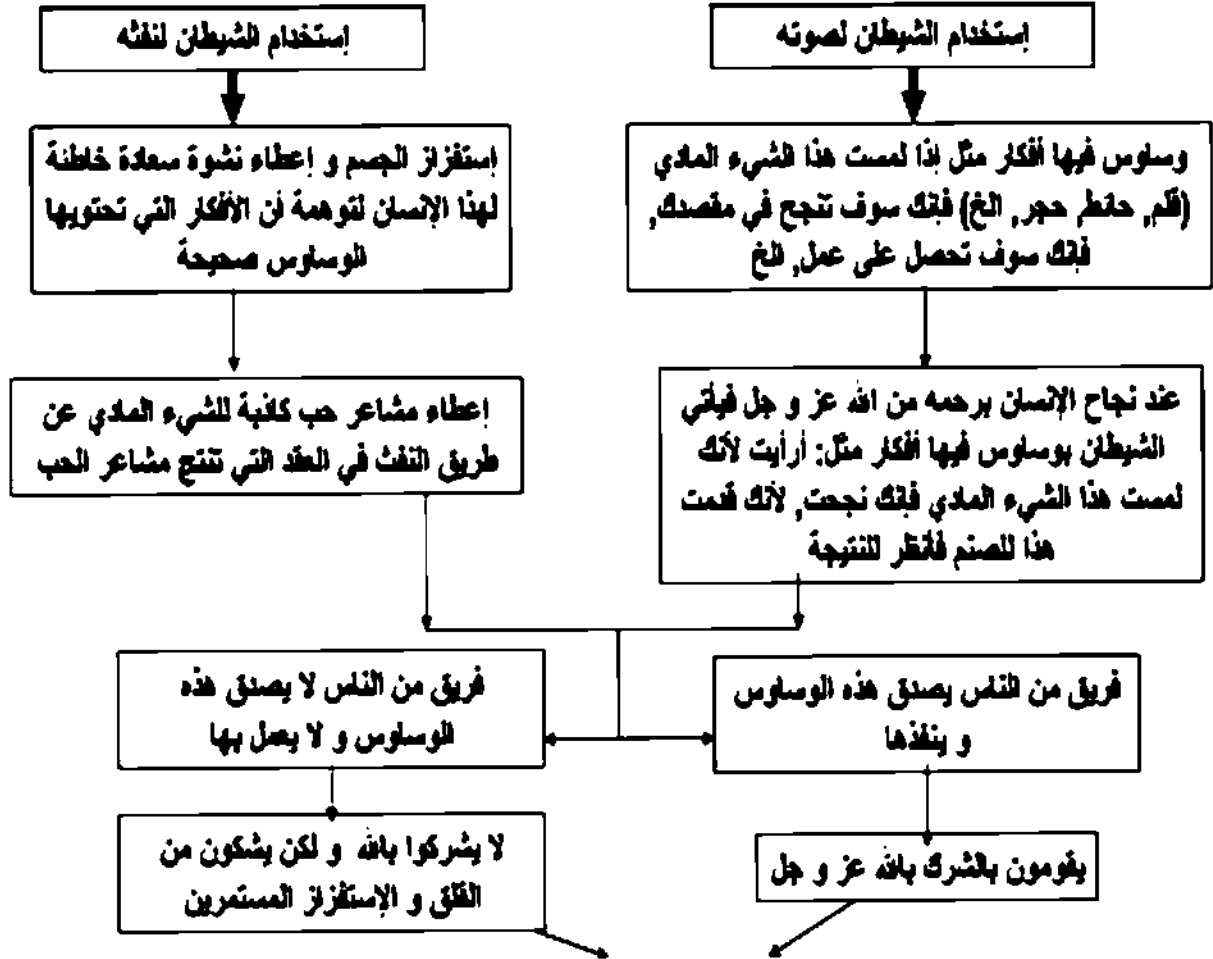 إستخدام الشيطان لصوته
إستخدام الشيطان لنفثه
وساوس فيها أفكار مثل إذا لمست هذا الشيء المادي
(قلم, حائط, حجر, الخ) فإنك سوف تنجح في مقصدك,
فإنك سوف تحصل على عمل, الخ
إستفزاز الجسم و إعطاء نشوة سعادة خاطئة
لهذا الإنسان لتوهمة أن الأفكار التي تحتويها
الوساوس صحيحة
عند نجاح الإنسان برحمه من الله عز و جل فيأتي
الشيطان بوساوس فيها أفكار مثل: أرأيت لأنك
لمست هذا الشيء المادي فإنك نجحت, لأنك قدمت
هذا للصنم فأنظر للنتيجة
إعطاء مشاعر حب كاذبة للشيء المادي عن
طريق النفث في العقد التي تنتج مشاعر الحب
فريق من الناس يصدق هذه الوساوس
و ينفذها
فريق من الناس لا يصدق هذه
الوساوس و لا يعمل بها
يقومون بالشرك بالله عز و جل
لا يشركوا بالله و لكن يشكون من
القلق و الإستفزاز المستمرين